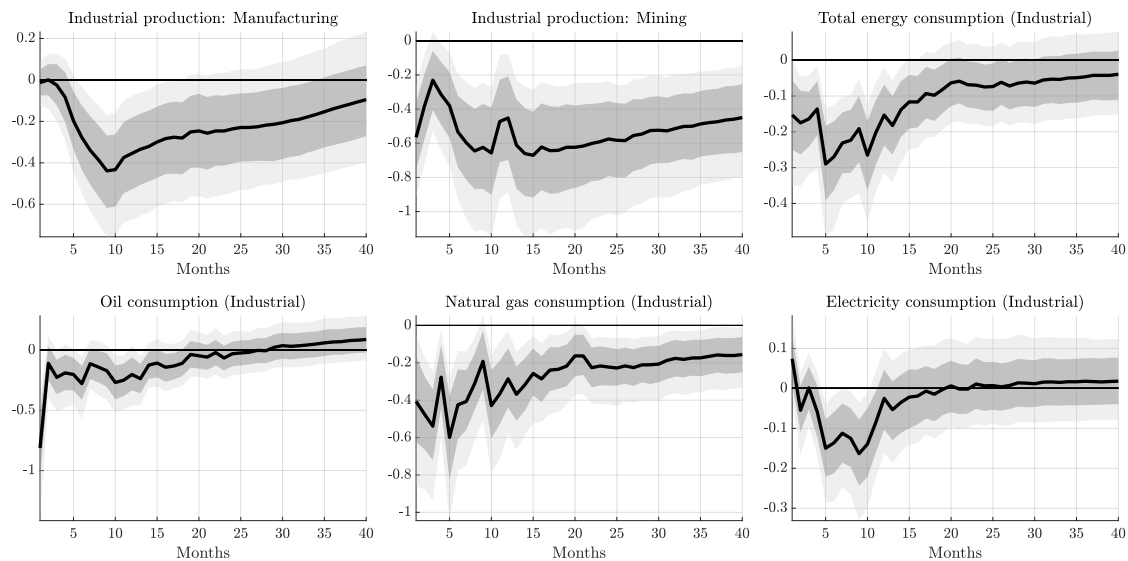 Industrial production: Manufacturing
0.2
0
-0.2
-0.4
-0.6
5 10 15 20 25 30 35 40
Months
Industrial production: Mining
0
-0.2
-0.4
-0.6
-0.8
-1
5 10 15 20 25 30 35 40
Months
Total energy consumption (Industrial)
0
-0.1
-0.2
-0.3
-0.4
5 10 15 20 25 30 35 40
Months
Oil consumption (Industrial)
0
-0.5
-1
5 10 15 20 25 30 35 40
Months
Natural gas consumption (Industrial)
0
-0.2
-0.4
-0.6
-0.8
-1
5 10 15 20 25 30 35 40
Months
Electricity consumption (Industrial)
0.1
0
-0.1
-0.2
-0.3
5 10 15 20 25 30 35 40
Months